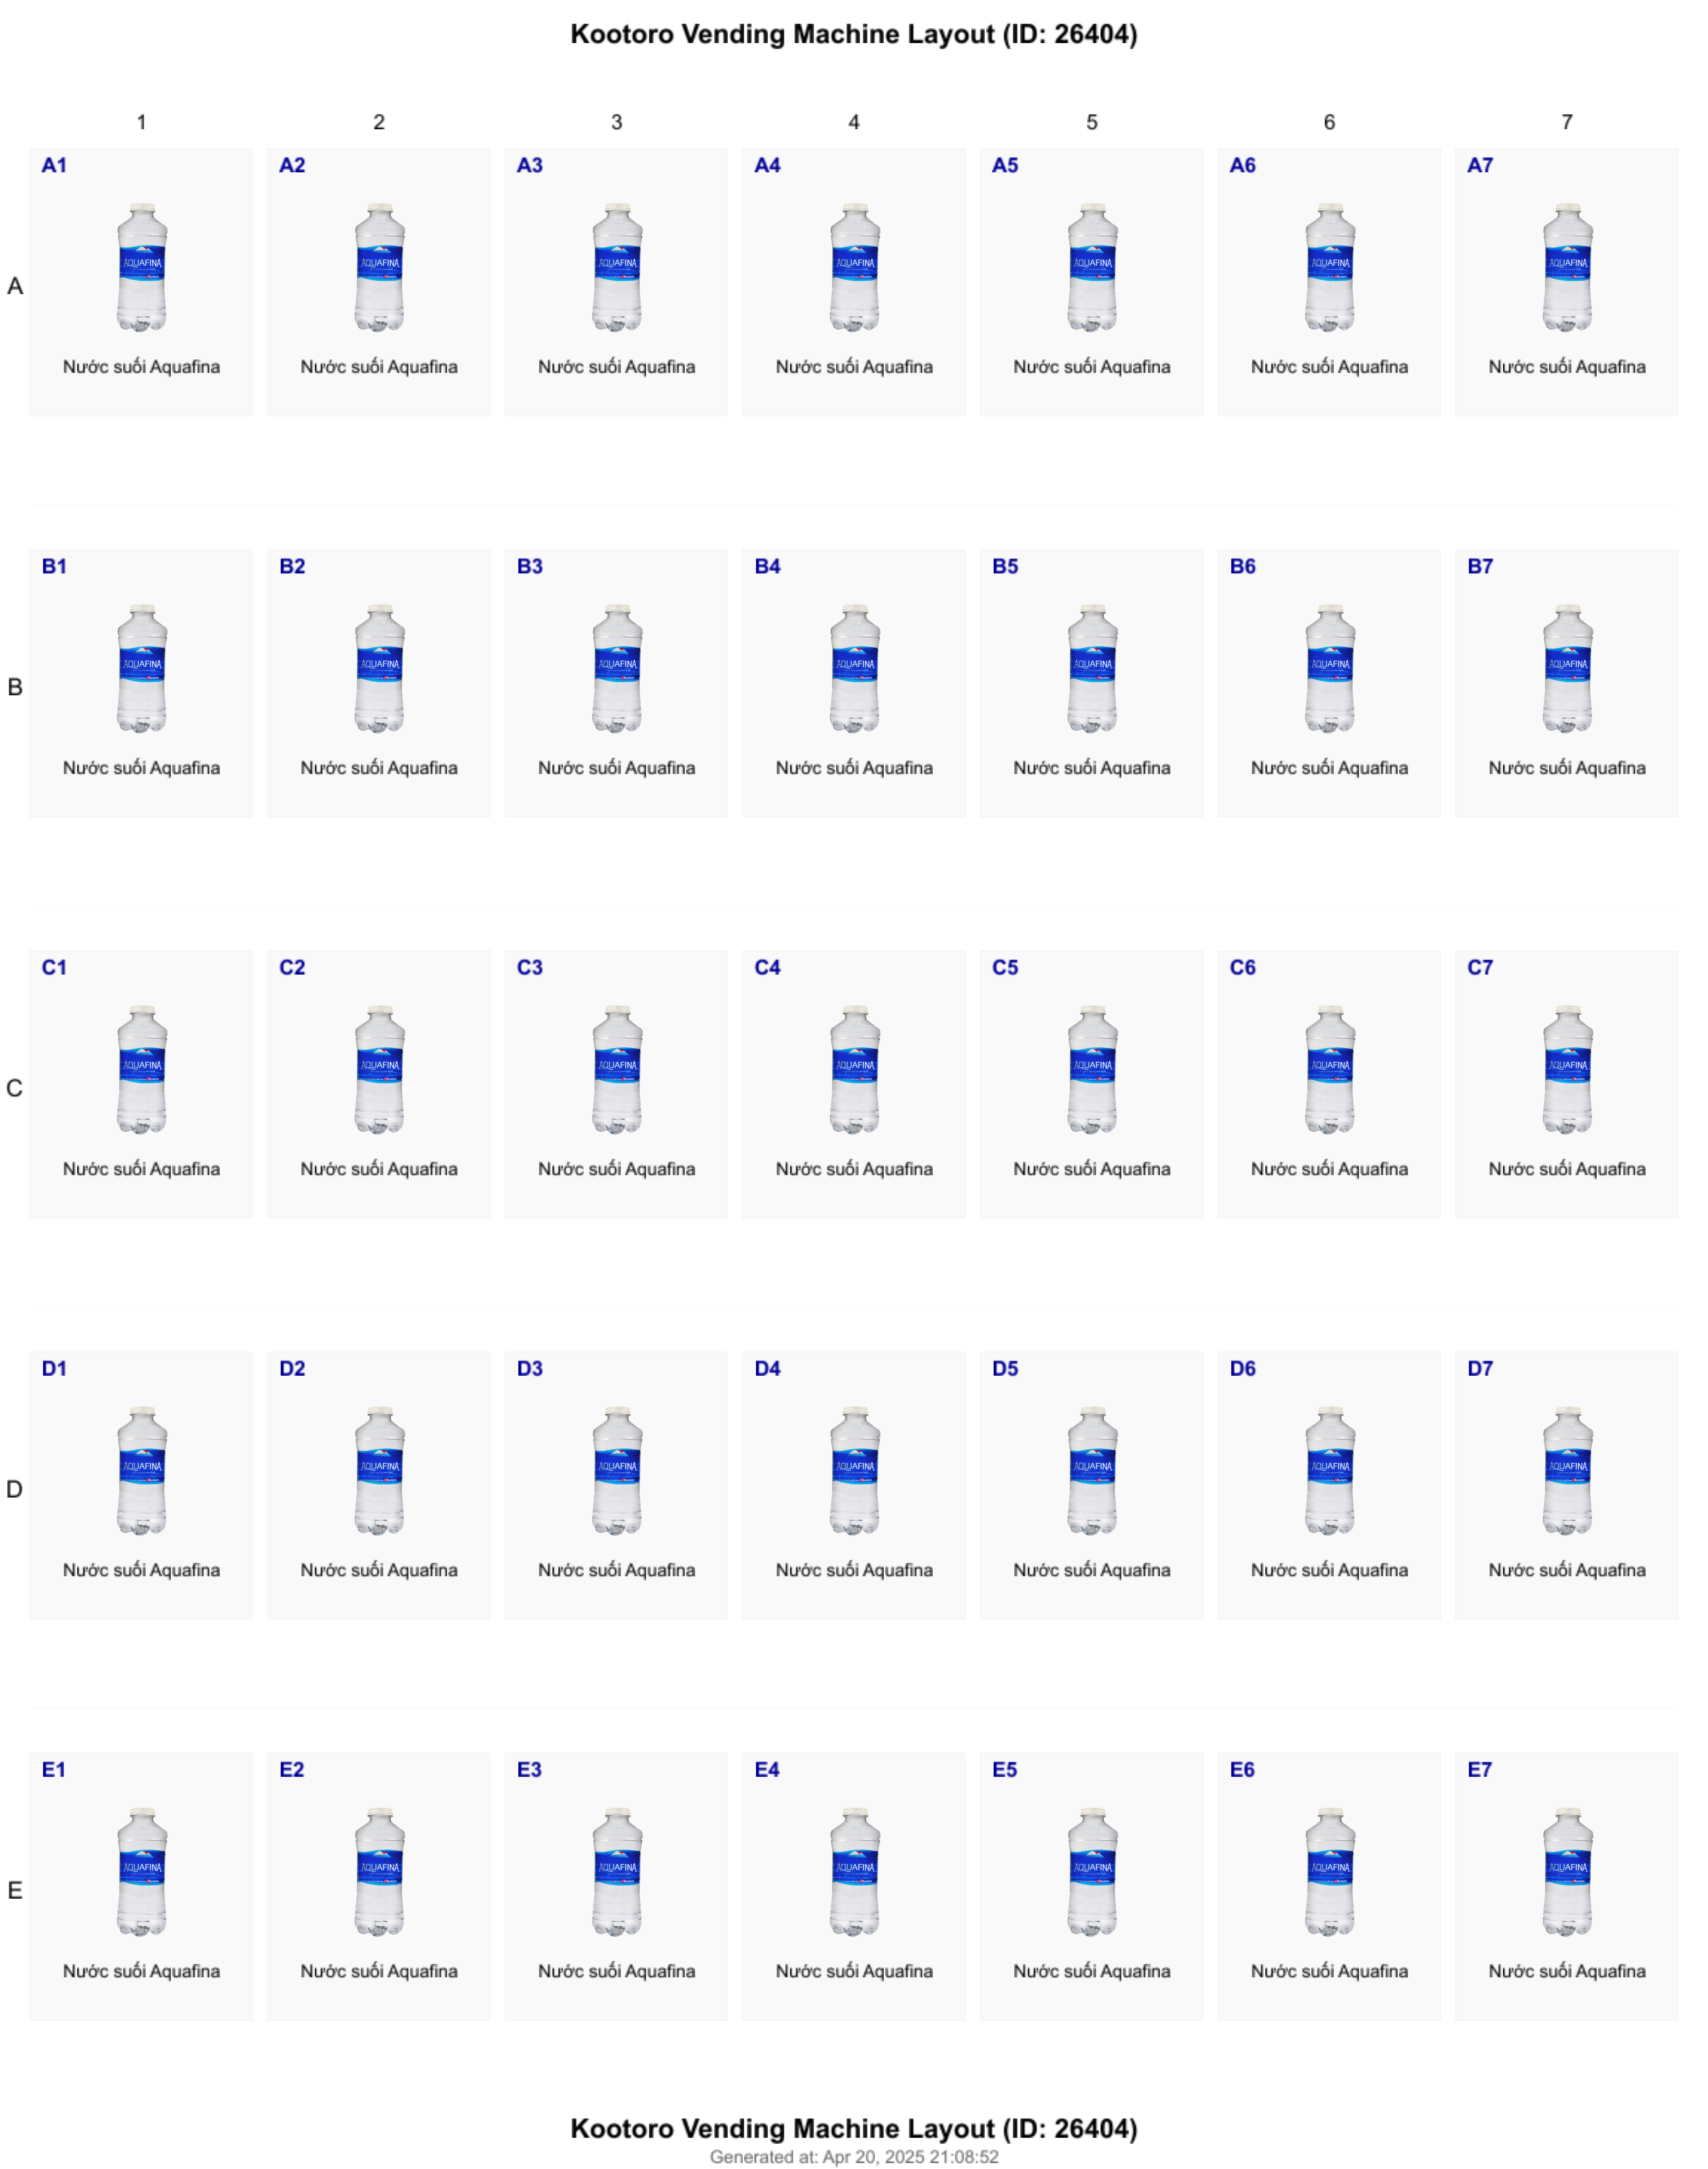 Kootoro Vending Machine Layout (ID: 26404)
1 2 3 4 5 6 7
A1 A2 A3 A4 A5 A6 A7
AQUAFINA AQUAFINA AQUAFINA AQUAFINA AQUAFINA AQUAFINA AQUAFINA
A
Nước suối Aquafina Nước suối Aquafina Nước suối Aquafina Nước suối Aquafina Nước suối Aquafina Nước suối Aquafina Nước suối Aquafina
B1 B2 B3 B4 B5 B6 B7
AQUAFINA AQUAFINA AQUAFINA AQUAFINA AQUAFINA AQUAFINA AQUAFINA
B
Nước suối Aquafina Nước suối Aquafina Nước suối Aquafina Nước suối Aquafina Nước suối Aquafina Nước suối Aquafina Nước suối Aquafina
C1 C2 C3 C4 C5 C6 C7
AQUAFINA AQUAFINA AQUAFINA AQUAFINA AQUAFINA AQUAFINA AQUAFINA
C
Nước suối Aquafina Nước suối Aquafina Nước suối Aquafina Nước suối Aquafina Nước suối Aquafina Nước suối Aquafina Nước suối Aquafina
D1 D2 D3 D4 D5 D6 D7
AQUAFINA AQUAFINA AQUAFINA AQUAFINA AQUAFINA AQUAFINA AQUAFINA
D
Nước suối Aquafina Nước suối Aquafina Nước suối Aquafina Nước suối Aquafina Nước suối Aquafina Nước suối Aquafina Nước suối Aquafina
E1 E2 E3 E4 E5 E6 E7
AQUAFINA AQUAFINA AQUAFINA AQUAFINA AQUAFINA AQUAFINA AQUAFINA
E
Nước suối Aquafina Nước suối Aquafina Nước suối Aquafina Nước suối Aquafina Nước suối Aquafina Nước suối Aquafina Nước suối Aquafina
Kootoro Vending Machine Layout (ID: 26404)
Generated at: Apr 20, 2025 21:08:52